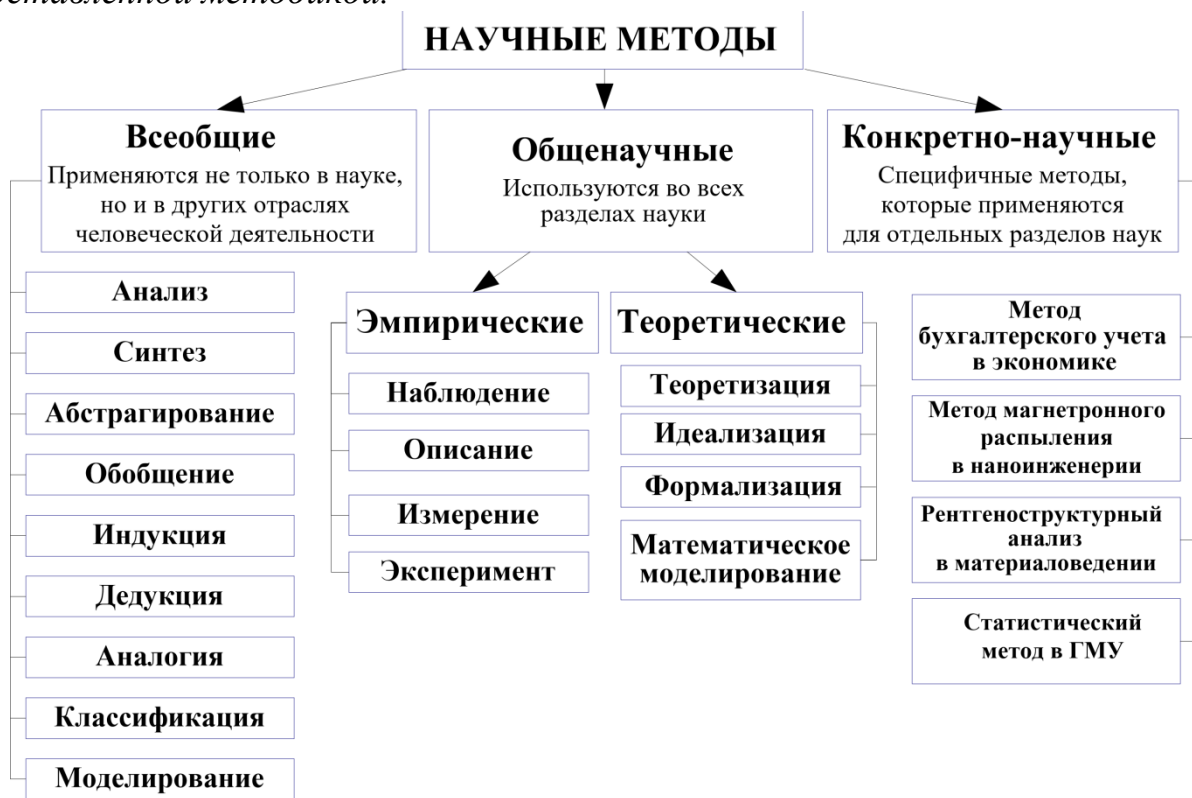 методикой.
НАУЧНЫЕ МЕТОДЫ
Всеобщие
Применяются не только в науке,
но и в других отраслях
человеческой деятельности
Анализ
Синтез
Абстрагирование
Обобщение
Индукция
Дедукция
Аналогия
Классификация
Моделирование
Общенаучные
Используются во всех
разделах науки
Эмпирические
Наблюдение
Описание
Измерение
Эксперимент
Теоретические
Теоретизация
Идеализация
Формализация
Математическое
моделирование
Конкретно-научные
Специфичные методы,
которые применяются
для отдельных разделов наук
Метод
бухгалтерского учета
в экономике
Метод магнетронного
распыления
в наноинженерии
Рентгеноструктурный
анализ
в материаловедении
Статистический
метод в ГМУ